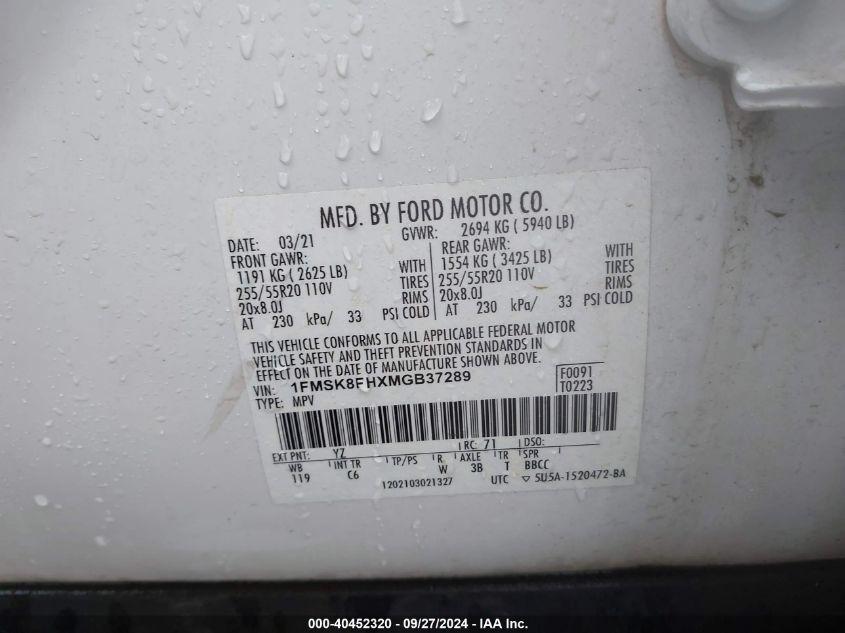 MFD. BY FORD MOTOR CO.
DATE: 03/21 GVWR: 2694 KG ( 5940 LB)
FRONT GAWR: REAR GAWR:
1191 KG ( 2625 LB) WITH 1554 KG ( 3425 LB) WITH
255/55R20 110V TIRES 255/55R20 110V TIRES
20x8.0J RIMS 20x8.0J RIMS
AT 230 kPa/ 33 PSI COLD AT 230 kPa/ 33 PSI COLD
THIS VEHICLE CONFORMS TO ALL APPLICABLE FEDERAL MOTOR
VEHICLE SAFETY AND THEFT PREVENTION STANDARDS IN
EFFECT ON THE DATE OF MANUFACTURE SHOWN ABOVE.
VIN: 1FMSK8FHXMGB37289 F0091
TYPE: MPV T0223
EXT PNT: YZ RC: 71 DSO:
WB INT TR TP/PS R AXLE TR SPR
119 C6 W 3B T BBCC
1202103021327 UTC ▽ 5U5A-1520472-BA
000-40452320 - 09/27/2024 - IAA Inc.